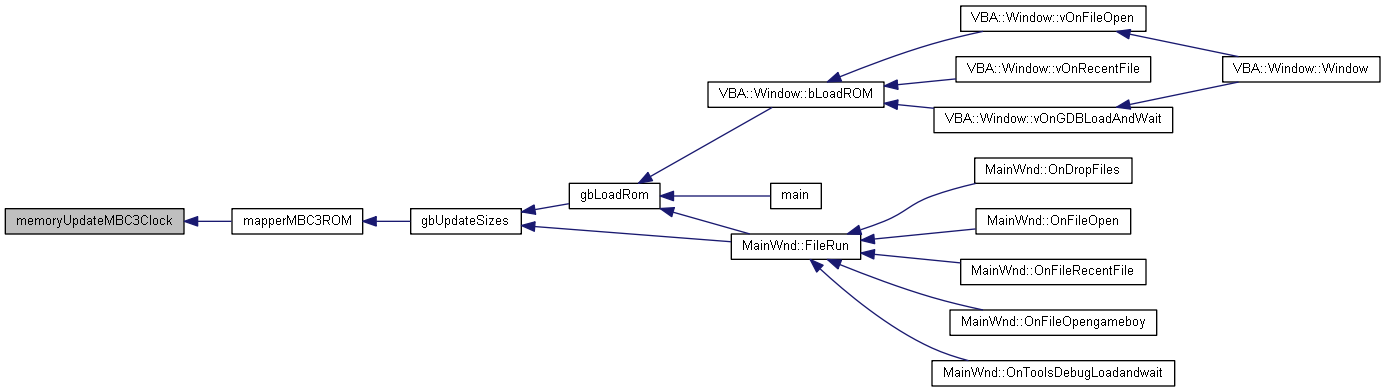 memoryUpdateMBC3Clock
mapperMBC3ROM
gbUpdateSizes
gbLoadRom
VBA::Window::bLoadROM
VBA::Window::vOnFileOpen
VBA::Window::Window
VBA::Window::vOnRecentFile
VBA::Window::vOnGDBLoadAndWait
main
MainWnd::FileRun
MainWnd::OnDropFiles
MainWnd::OnFileOpen
MainWnd::OnFileRecentFile
MainWnd::OnFileOpengameboy
MainWnd::OnToolsDebugLoadandwait